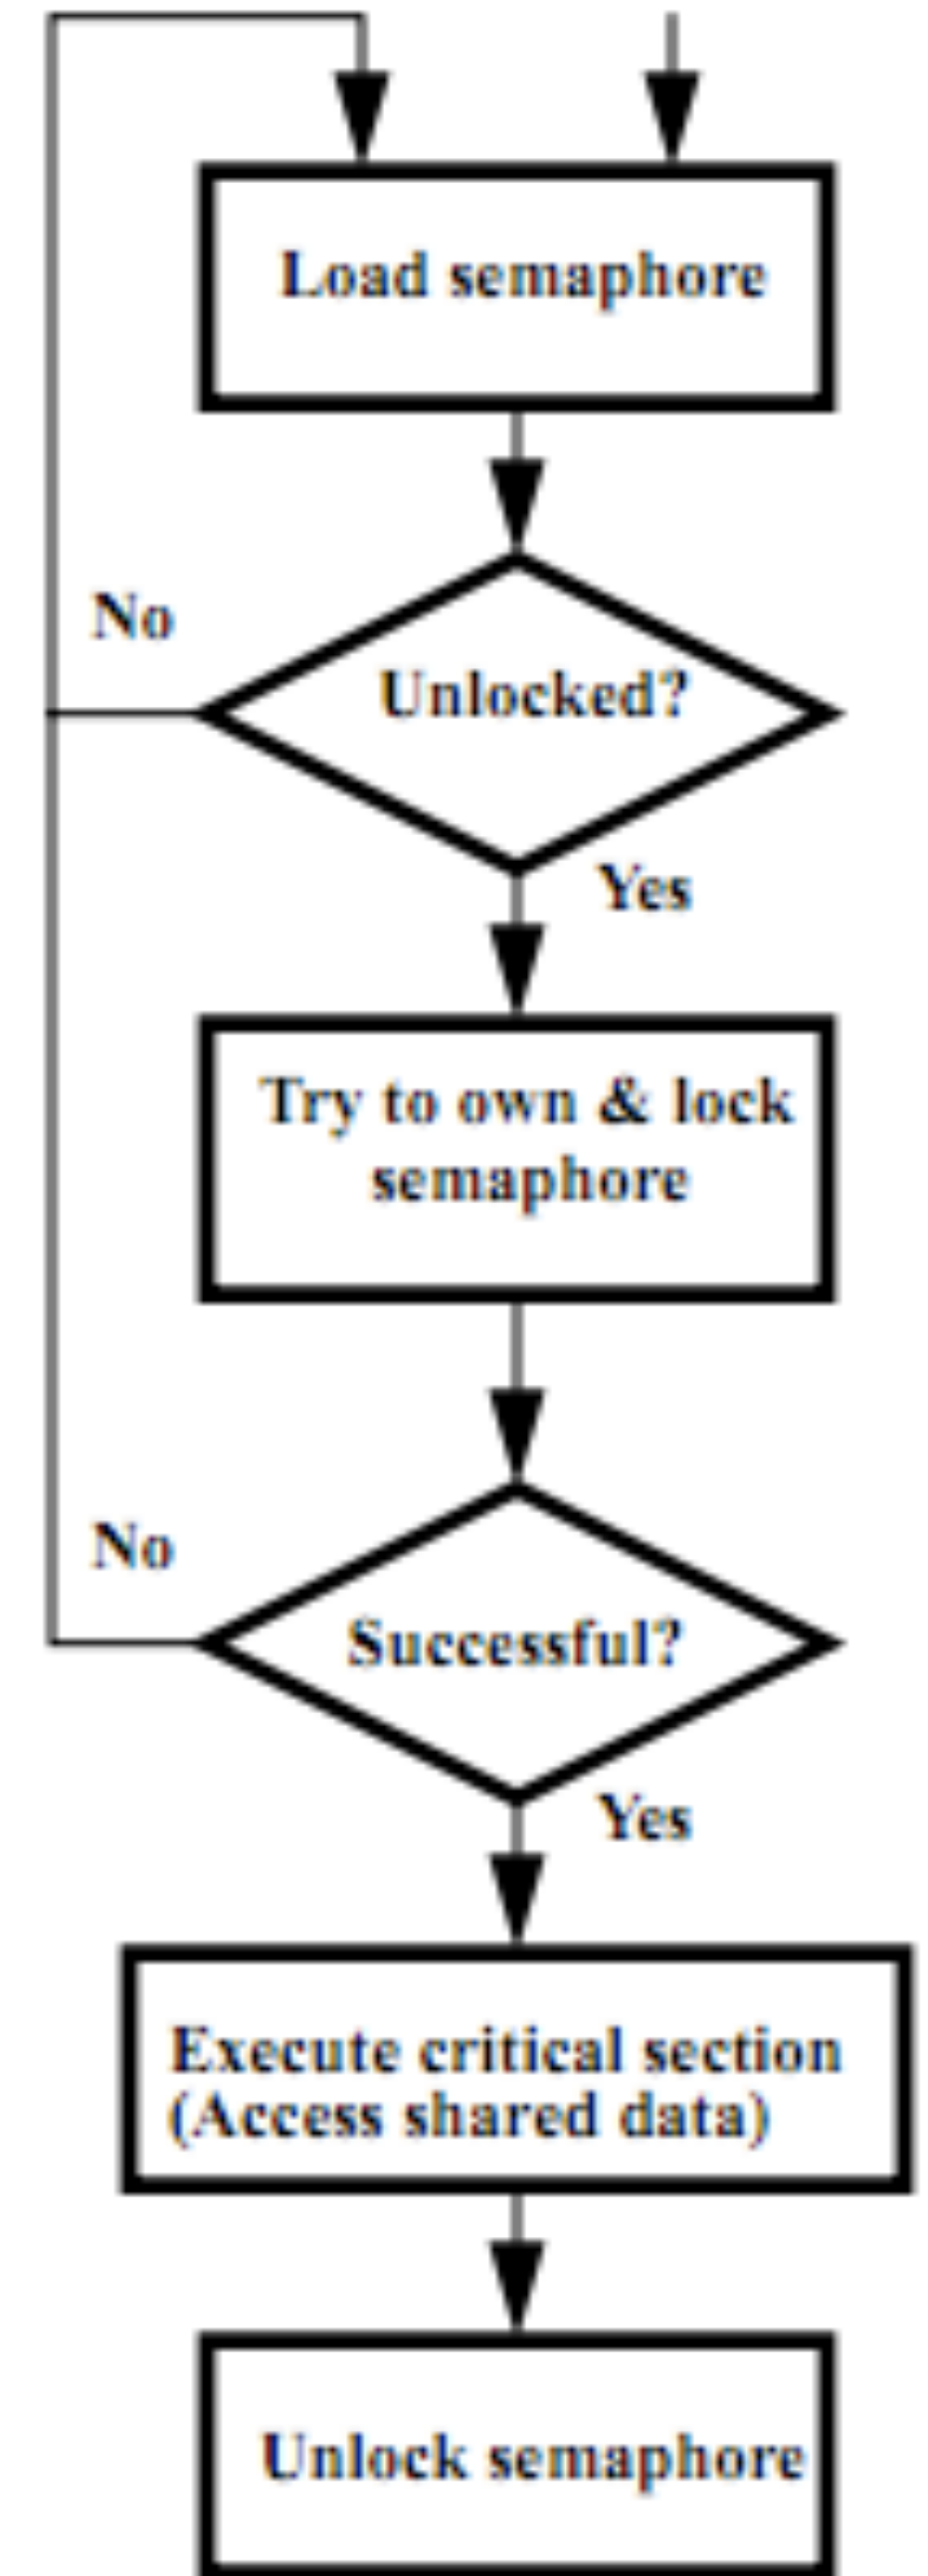 Load semaphore
No
Unlocked?
Yes
Try to own & lock
semaphore
No
Successful?
Yes
Execute critical section
(Access shared data)
Unlock semaphore